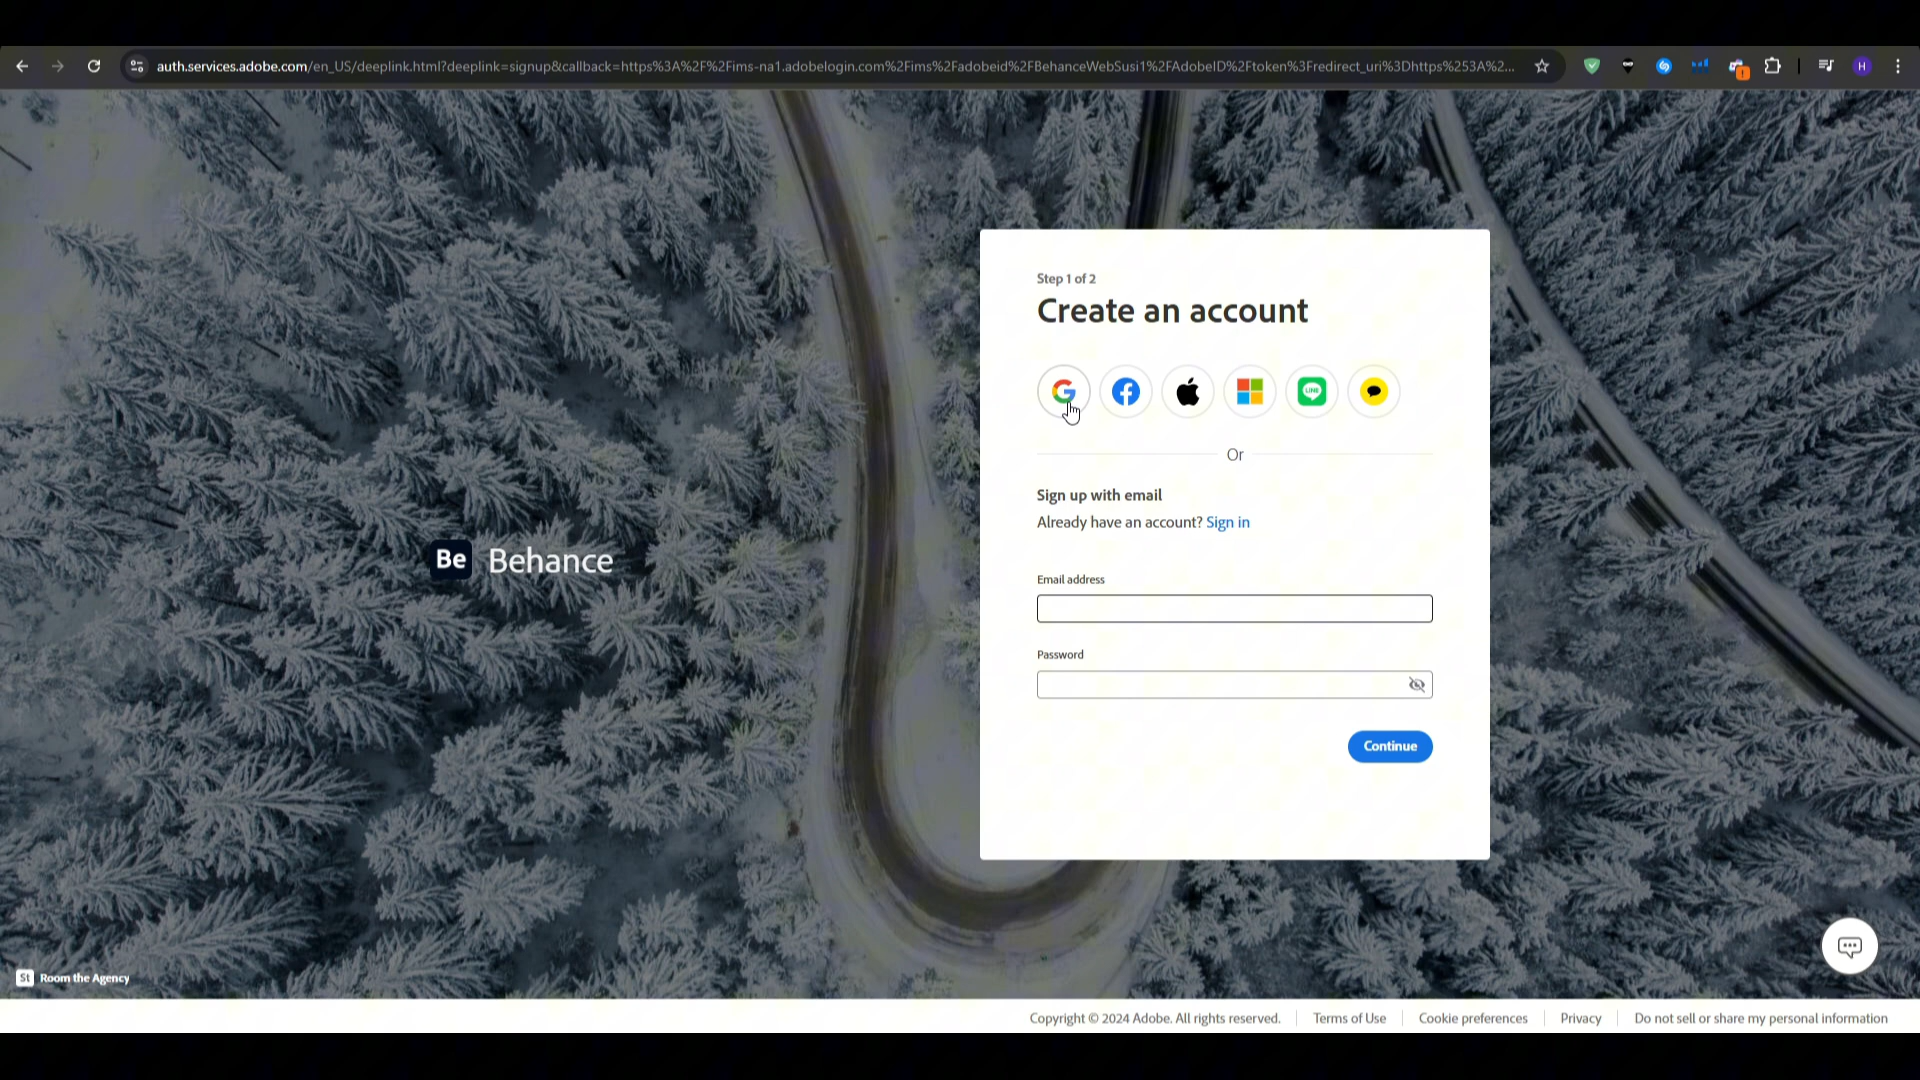 auth.services.adobe.com/en_US/deeplink.html?deeplink=signup&callback=https%3A%2F%2Fims-na1.adobelogin.com%2Fims%2Fadobeid%2FBehanceWebSusi1%2FAdobeID%2Ftoken%3Fredirect_uri%3Dhttps%253A%2...
H
Step 1 of 2
Create an account
LINE
Or
Sign up with email
Already have an account? Sign in
Be Behance
Email address
Password
Continue
St Room the Agency
Copyright © 2024 Adobe. All rights reserved. Terms of Use Cookie preferences Privacy Do not sell or share my personal information